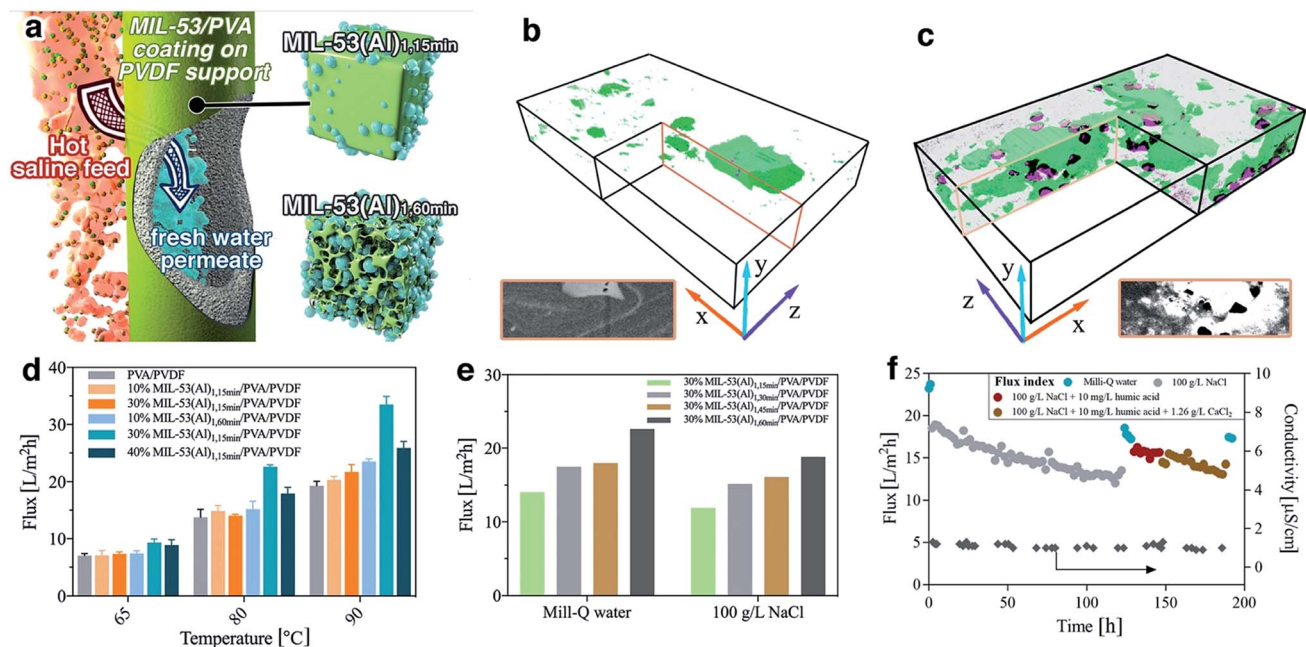 a
MIL-53/PVA
coating on
PVDF support
Hot
saline feed
fresh water
permeate
MIL-53(Al)1,15min
MIL-53(Al)1,60min
b
y
x
z
c
y
z
x
d
PVA/PVDF
10% MIL-53(Al)1,15min/PVA/PVDF
30% MIL-53(Al)1,15min/PVA/PVDF
10% MIL-53(Al)1,60min/PVA/PVDF
30% MIL-53(Al)1,15min/PVA/PVDF
40% MIL-53(Al)1,15min/PVA/PVDF
Flux [L/m²h]
40
30
20
10
0
65
80
90
Temperature [°C]
e
30% MIL-53(Al)1,15min/PVA/PVDF
30% MIL-53(Al)1,30min/PVA/PVDF
30% MIL-53(Al)1,45min/PVA/PVDF
30% MIL-53(Al)1,60min/PVA/PVDF
Flux [L/m²h]
30
20
10
0
Mill-Q water
100 g/L NaCl
f
Flux index
Milli-Q water
100 g/L NaCl
100 g/L NaCl + 10 mg/L humic acid
100 g/L NaCl + 10 mg/L humic acid + 1.26 g/L CaCl₂
Flux [L/m²h]
25
20
15
10
5
0
0
50
100
150
200
Time [h]
10
8
6
4
2
0
Conductivity [µS/cm]